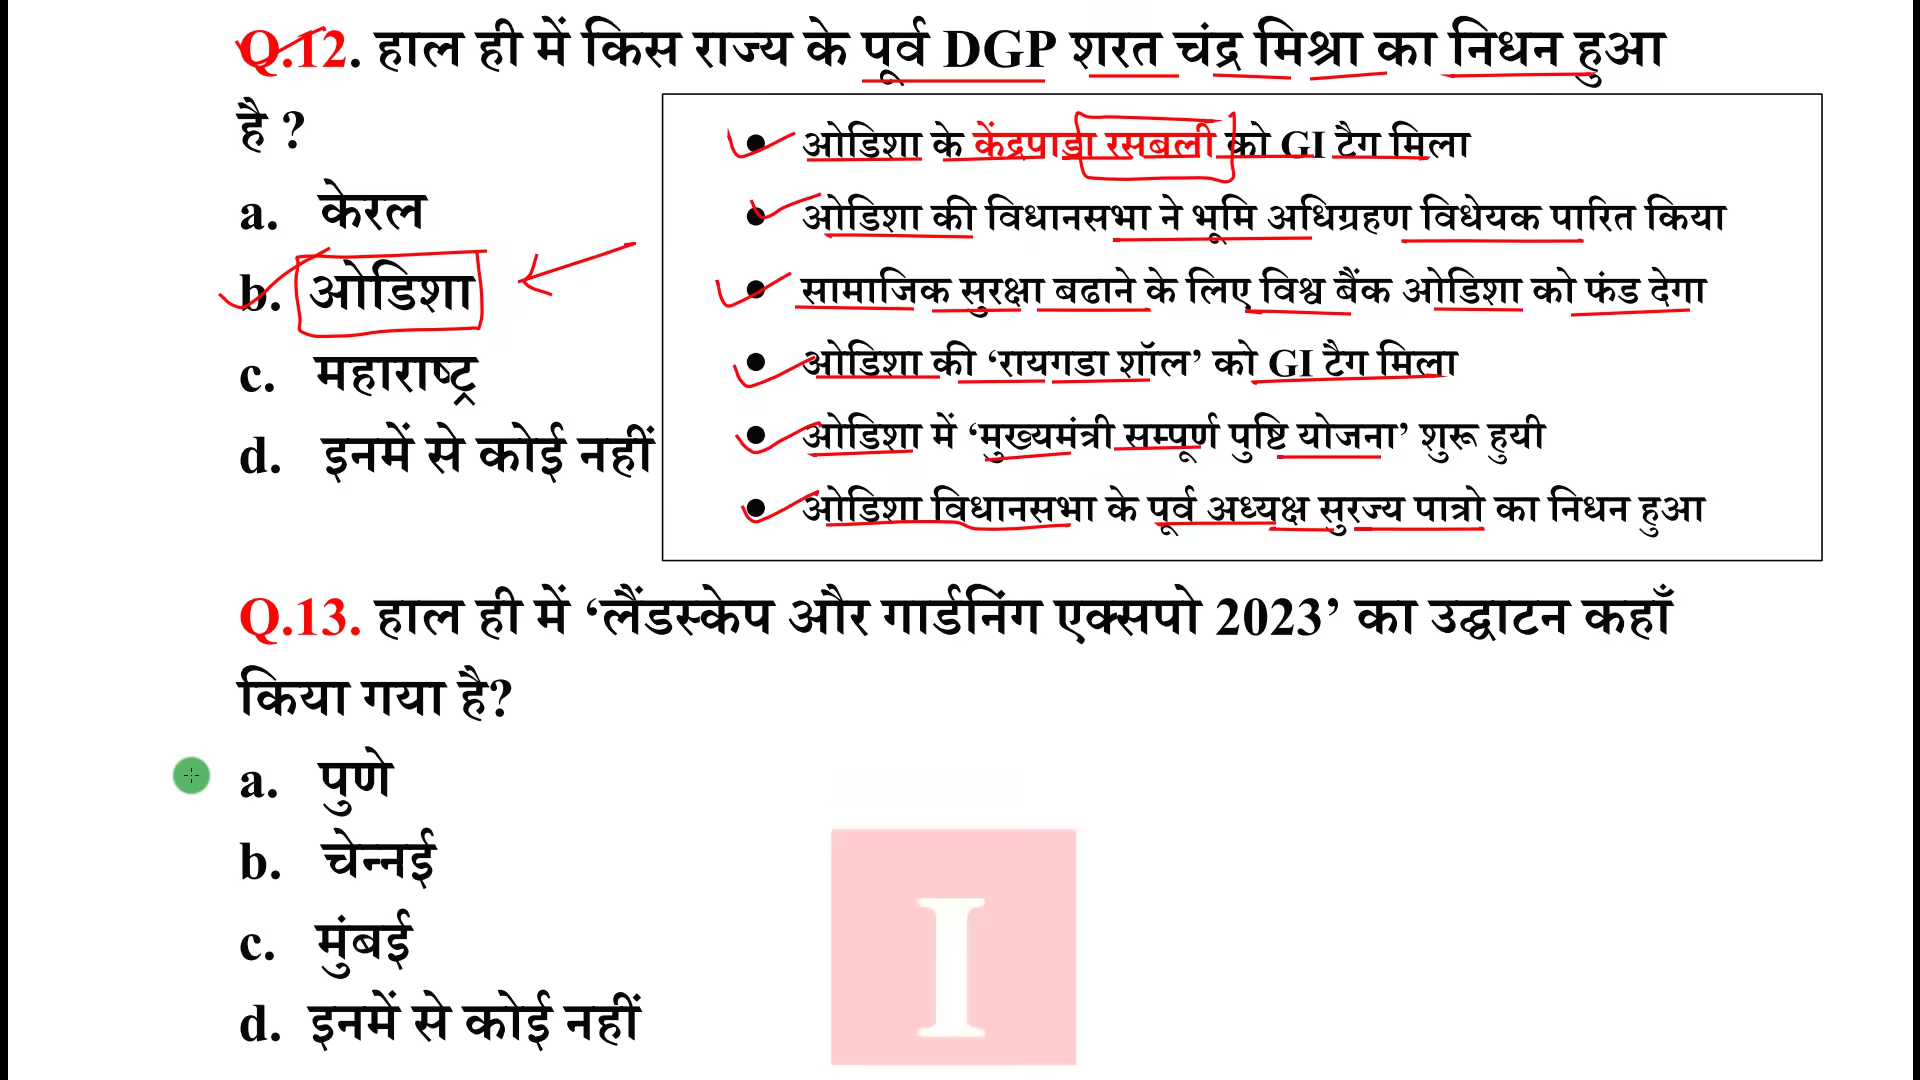 Q.12. हाल ही में किस राज्य के पूर्व DGP शरत चंद्र मिश्रा का निधन हुआ
है ?
a. केरल
b. ओडिशा
c. महाराष्ट्र
d. इनमें से कोई नहीं
● ओडिशा के केंद्रपाडा रसबली को GI टैग मिला
● ओडिशा की विधानसभा ने भूमि अधिग्रहण विधेयक पारित किया
● सामाजिक सुरक्षा बढाने के लिए विश्व बैंक ओडिशा को फंड देगा
● ओडिशा की ‘रायगडा शॉल’ को GI टैग मिला
● ओडिशा में ‘मुख्यमंत्री सम्पूर्ण पुष्टि योजना’ शुरू हुयी
● ओडिशा विधानसभा के पूर्व अध्यक्ष सुरज्य पात्रो का निधन हुआ
Q.13. हाल ही में ‘लैंडस्केप और गार्डनिंग एक्सपो 2023’ का उद्घाटन कहाँ
किया गया है?
a. पुणे
b. चेन्नई
c. मुंबई
d. इनमें से कोई नहीं
I